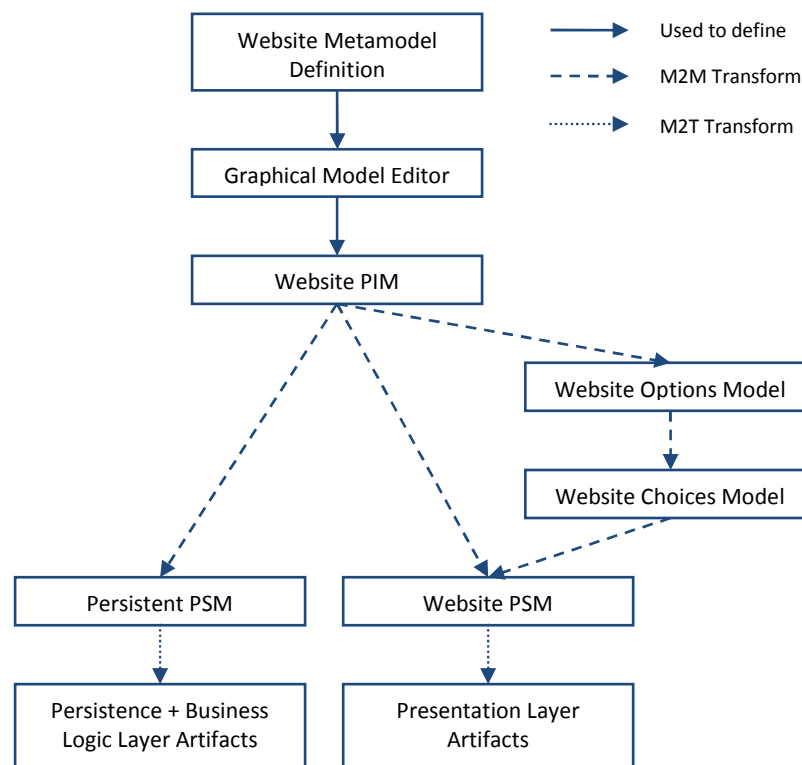 Website Metamodel
Definition
Used to define
M2M Transform
M2T Transform
Graphical Model Editor
Website PIM
Website Options Model
Website Choices Model
Persistent PSM
Website PSM
Persistence + Business
Logic Layer Artifacts
Presentation Layer
Artifacts